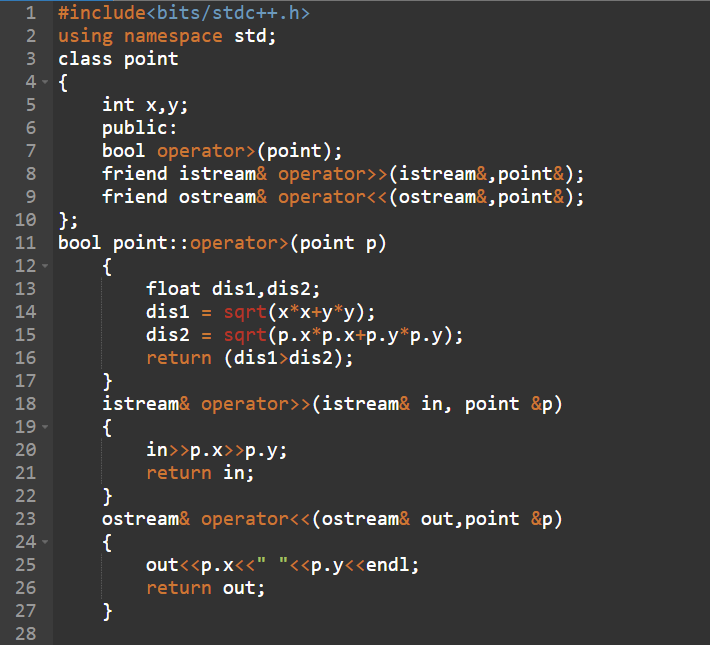 1 #include<bits/stdc++.h>
2 using namespace std;
3 class point
4 {
5     int x,y;
6     public:
7     bool operator>(point);
8     friend istream& operator>>(istream&,point&);
9     friend ostream& operator<<(ostream&,point&);
10 };
11 bool point::operator>(point p)
12     {
13         float dis1,dis2;
14         dis1 = sqrt(x*x+y*y);
15         dis2 = sqrt(p.x*p.x+p.y*p.y);
16         return (dis1>dis2);
17     }
18     istream& operator>>(istream& in, point &p)
19     {
20         in>>p.x>>p.y;
21         return in;
22     }
23     ostream& operator<<(ostream& out,point &p)
24     {
25         out<<p.x<<" "<<p.y<<endl;
26         return out;
27     }
28